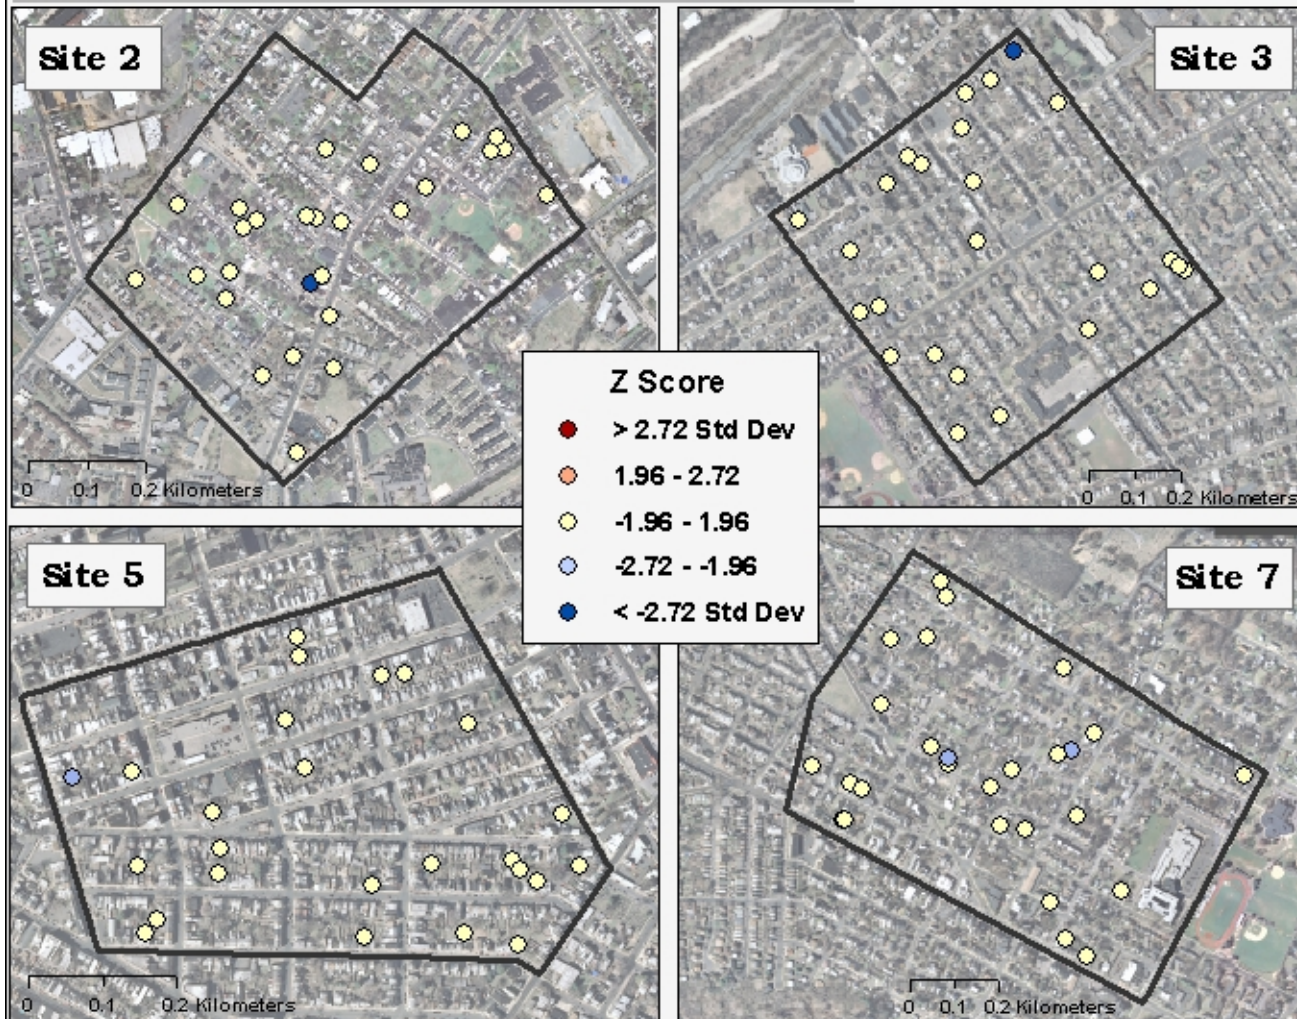 Site 2
Site 3
0 0.1 0.2 Kilometers
0 0.1 0.2 Kilometers
Z Score
> 2.72 Std Dev
1.96 - 2.72
-1.96 - 1.96
-2.72 - -1.96
< -2.72 Std Dev
Site 5
Site 7
0 0.1 0.2 Kilometers
0 0.1 0.2 Kilometers